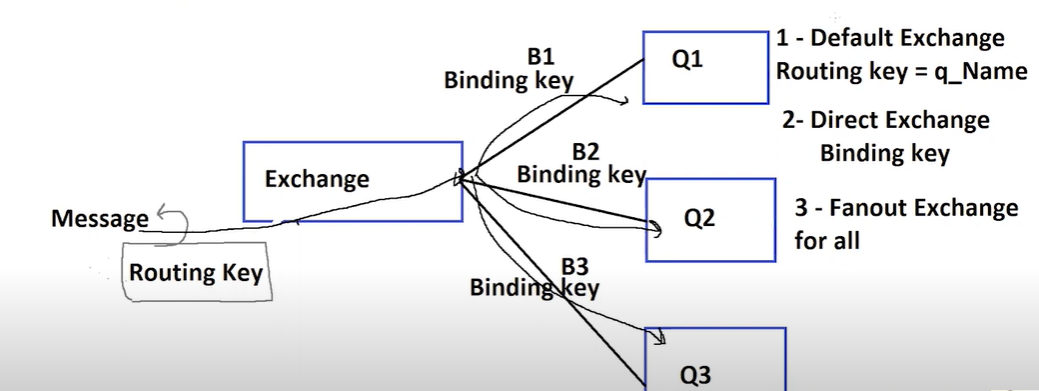 B1
Binding key
Q1
1 - Default Exchange
Routing key = q_Name
2- Direct Exchange
Binding key
B2
Binding key
Exchange
Q2
3 - Fanout Exchange
for all
Message
Routing Key
B3
Binding key
Q3